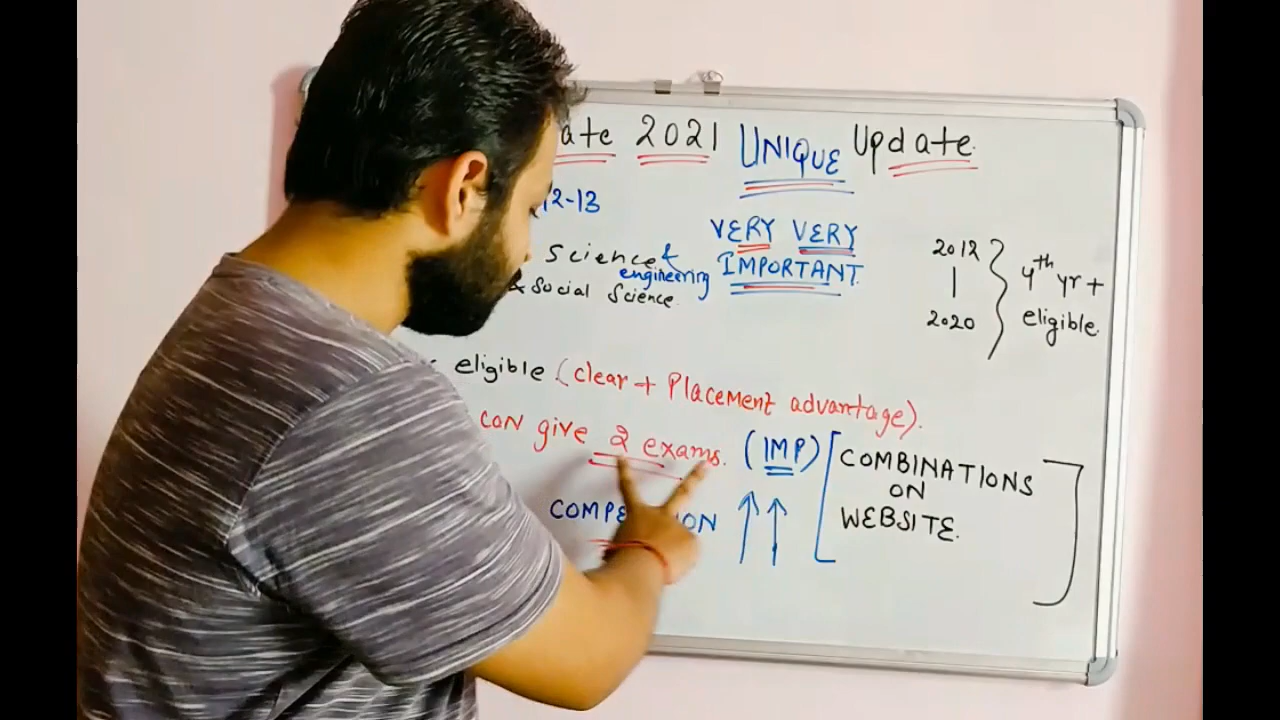 ate 2021 UNIQUE Update.
12-13
VERY VERY
IMPORTANT.
Science &
engineering
& Social Science.
2012
|
2020
4th yr +
eligible.
eligible (clear + Placement advantage).
CAN give 2 exams. (IMP)
COMBINATIONS
ON
WEBSITE.